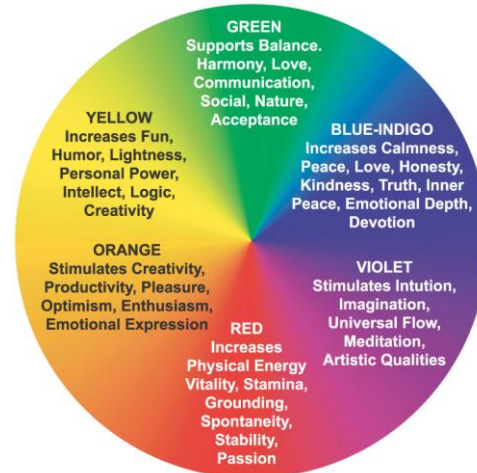 GREEN
Supports Balance.
Harmony, Love,
Communication,
Social, Nature,
Acceptance
YELLOW
Increases Fun,
Humor, Lightness,
Personal Power,
Intellect, Logic,
Creativity
BLUE-INDIGO
Increases Calmness,
Peace, Love, Honesty,
Kindness, Truth, Inner
Peace, Emotional Depth,
Devotion
ORANGE
Stimulates Creativity,
Productivity, Pleasure,
Optimism, Enthusiasm,
Emotional Expression
VIOLET
Stimulates Intution,
Imagination,
Universal Flow,
Meditation,
Artistic Qualities
RED
Increases
Physical Energy
Vitality, Stamina,
Grounding,
Spontaneity,
Stability,
Passion